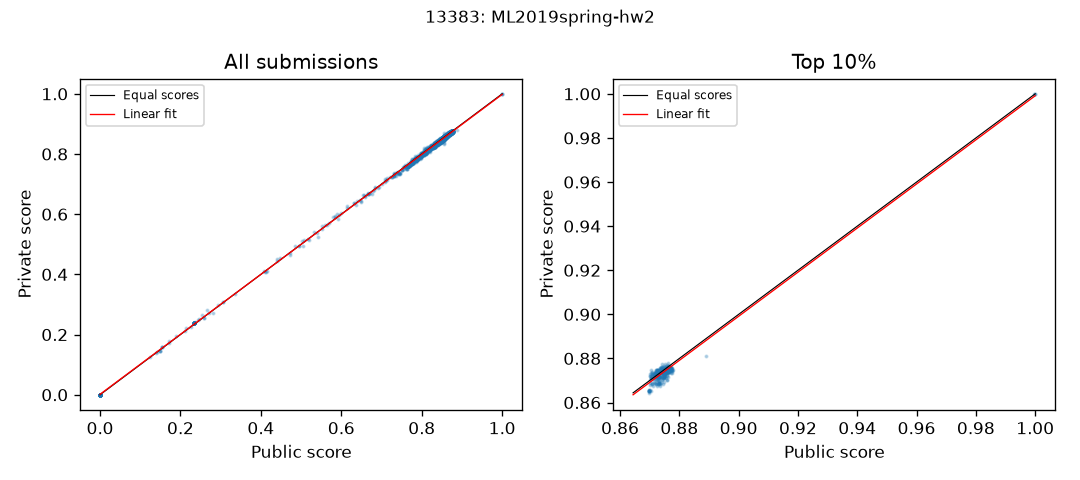 13383: ML2019spring-hw2
All submissions
Equal scores
Linear fit
1.0
0.8
0.6
0.4
0.2
0.0
Private score
0.0 0.2 0.4 0.6 0.8 1.0
Public score
Top 10%
Equal scores
Linear fit
1.00
0.98
0.96
0.94
0.92
0.90
0.88
0.86
Private score
0.86 0.88 0.90 0.92 0.94 0.96 0.98 1.00
Public score